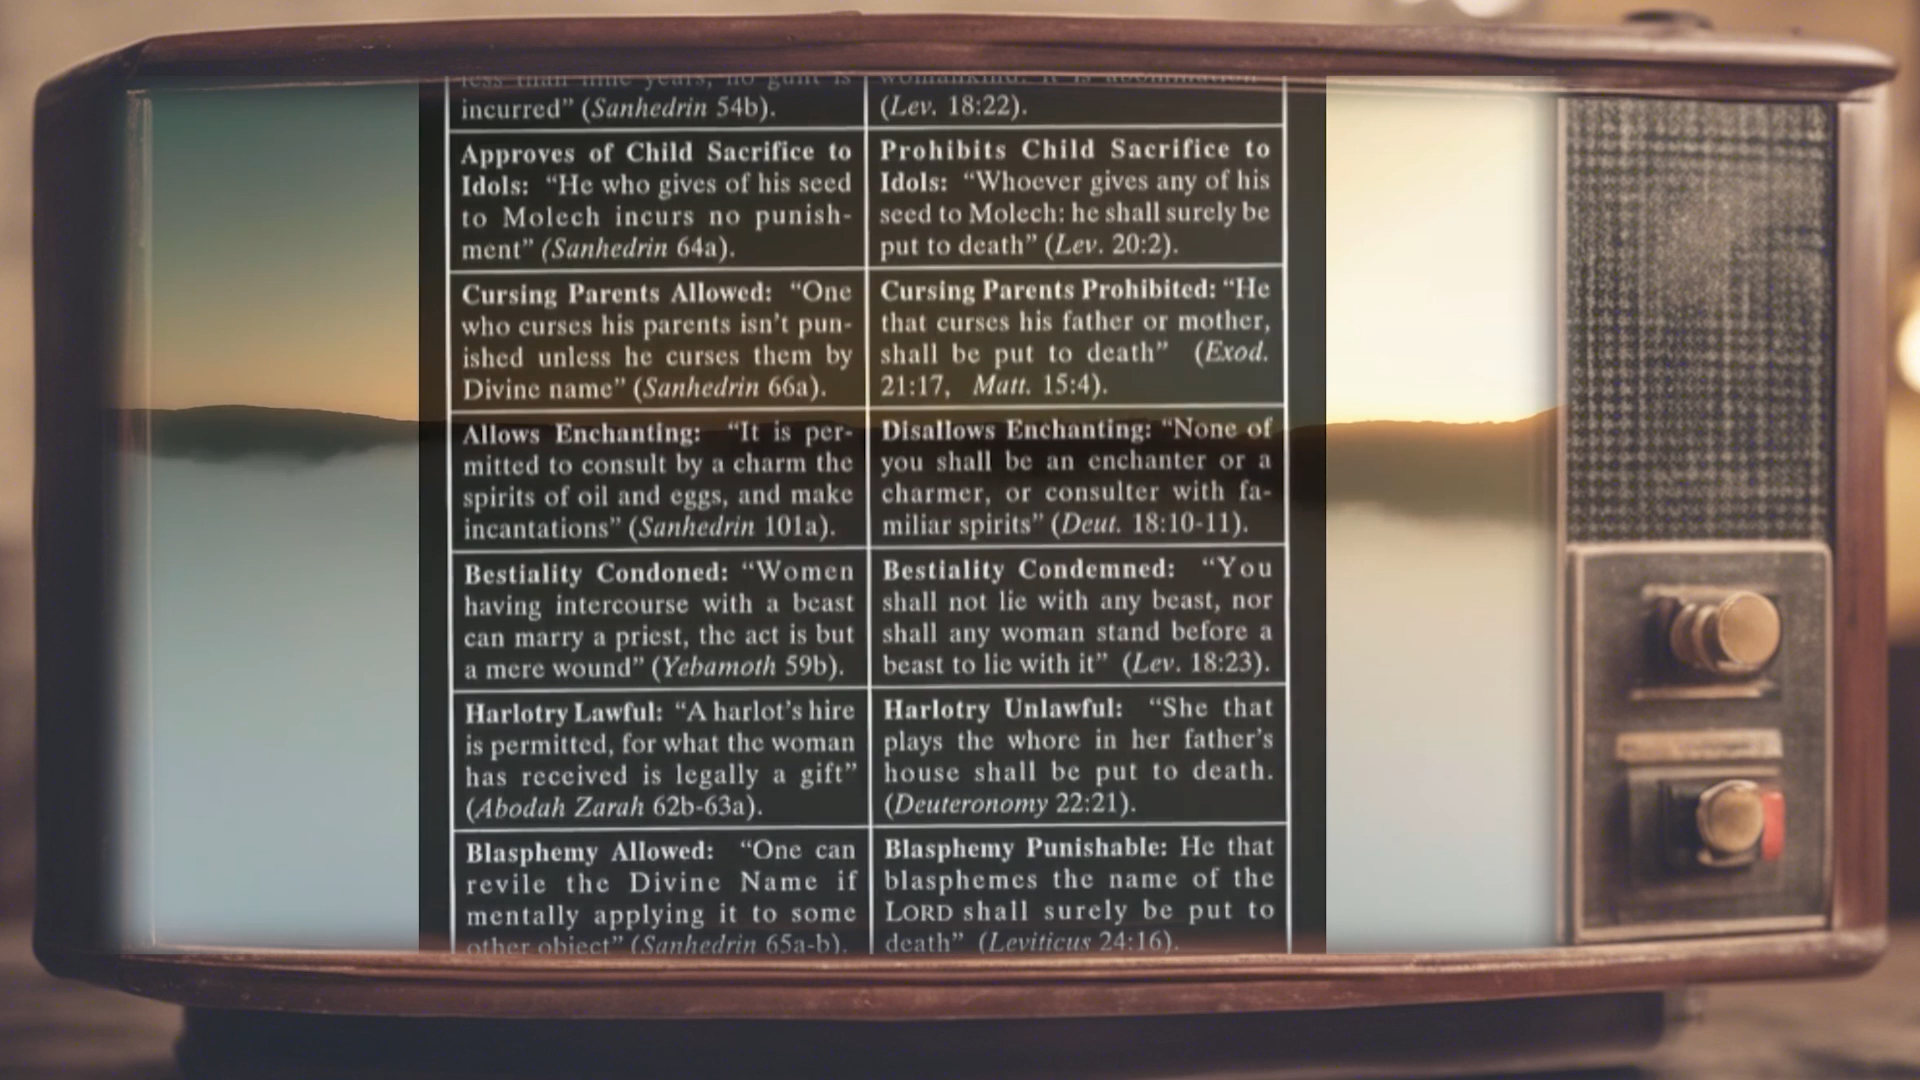 less than nine years, no guilt is
incurred" (Sanhedrin 54b).
womankind: it is abomination"
(Lev. 18:22).
Approves of Child Sacrifice to
Idols: "He who gives of his seed
to Molech incurs no punish-
ment" (Sanhedrin 64a).
Prohibits Child Sacrifice to
Idols: "Whoever gives any of his
seed to Molech: he shall surely be
put to death" (Lev. 20:2).
Cursing Parents Allowed: "One
who curses his parents isn't pun-
ished unless he curses them by
Divine name" (Sanhedrin 66a).
Cursing Parents Prohibited: "He
that curses his father or mother,
shall be put to death" (Exod.
21:17, Matt. 15:4).
Allows Enchanting: "It is per-
mitted to consult by a charm the
spirits of oil and eggs, and make
incantations" (Sanhedrin 101a).
Disallows Enchanting: "None of
you shall be an enchanter or a
charmer, or consulter with fa-
miliar spirits" (Deut. 18:10-11).
Bestiality Condoned: "Women
having intercourse with a beast
can marry a priest, the act is but
a mere wound" (Yebamoth 59b).
Bestiality Condemned: "You
shall not lie with any beast, nor
shall any woman stand before a
beast to lie with it" (Lev. 18:23).
Harlotry Lawful: "A harlot's hire
is permitted, for what the woman
has received is legally a gift"
(Abodah Zarah 62b-63a).
Harlotry Unlawful: "She that
plays the whore in her father's
house shall be put to death.
(Deuteronomy 22:21).
Blasphemy Allowed: "One can
revile the Divine Name if
mentally applying it to some
other object" (Sanhedrin 65a-b).
Blasphemy Punishable: He that
blasphemes the name of the
LORD shall surely be put to
death" (Leviticus 24:16).